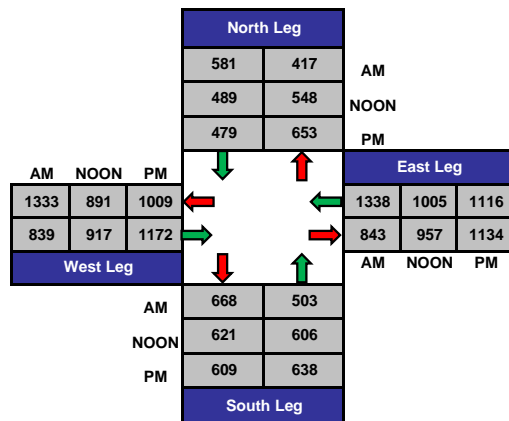 North Leg
581 417 AM
489 548 NOON
479 653 PM
East Leg
AM NOON PM
1333 891 1009 1338 1005 1116
839 917 1172 843 957 1134
West Leg AM NOON PM
AM 668 503
NOON 621 606
PM 609 638
South Leg